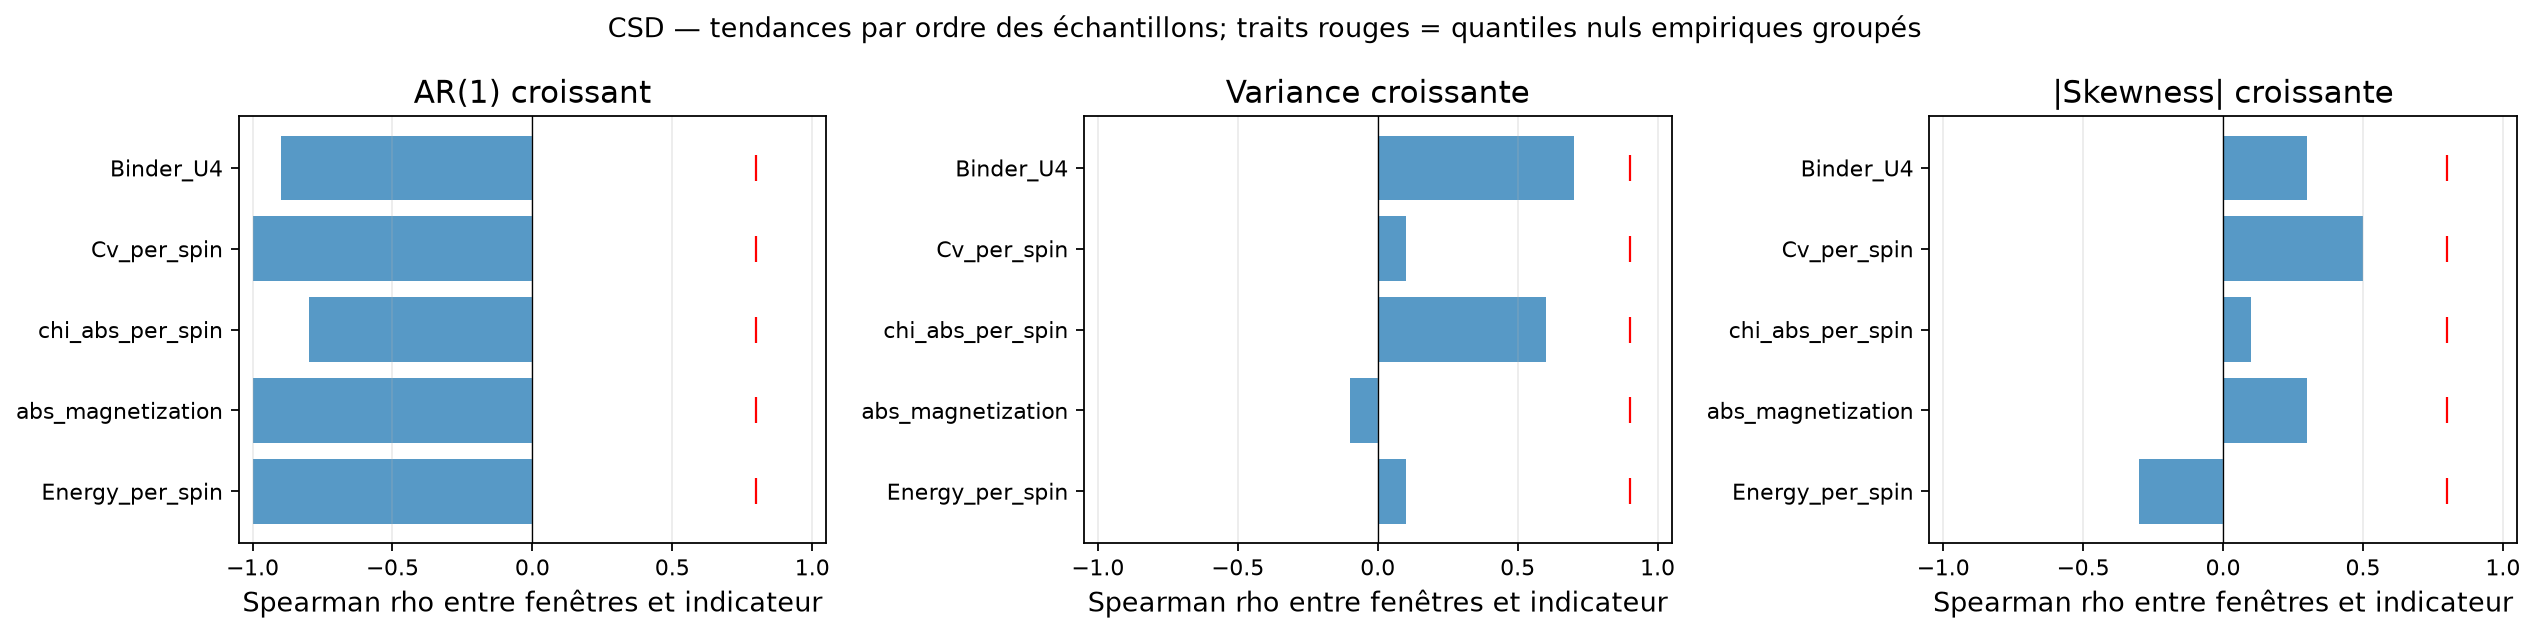 CSD — tendances par ordre des échantillons; traits rouges = quantiles nuls empiriques groupés
AR(1) croissant
Binder_U4
Cv_per_spin
chi_abs_per_spin
abs_magnetization
Energy_per_spin
−1.0 −0.5 0.0 0.5 1.0
Spearman rho entre fenêtres et indicateur
Variance croissante
Binder_U4
Cv_per_spin
chi_abs_per_spin
abs_magnetization
Energy_per_spin
−1.0 −0.5 0.0 0.5 1.0
Spearman rho entre fenêtres et indicateur
|Skewness| croissante
Binder_U4
Cv_per_spin
chi_abs_per_spin
abs_magnetization
Energy_per_spin
−1.0 −0.5 0.0 0.5 1.0
Spearman rho entre fenêtres et indicateur